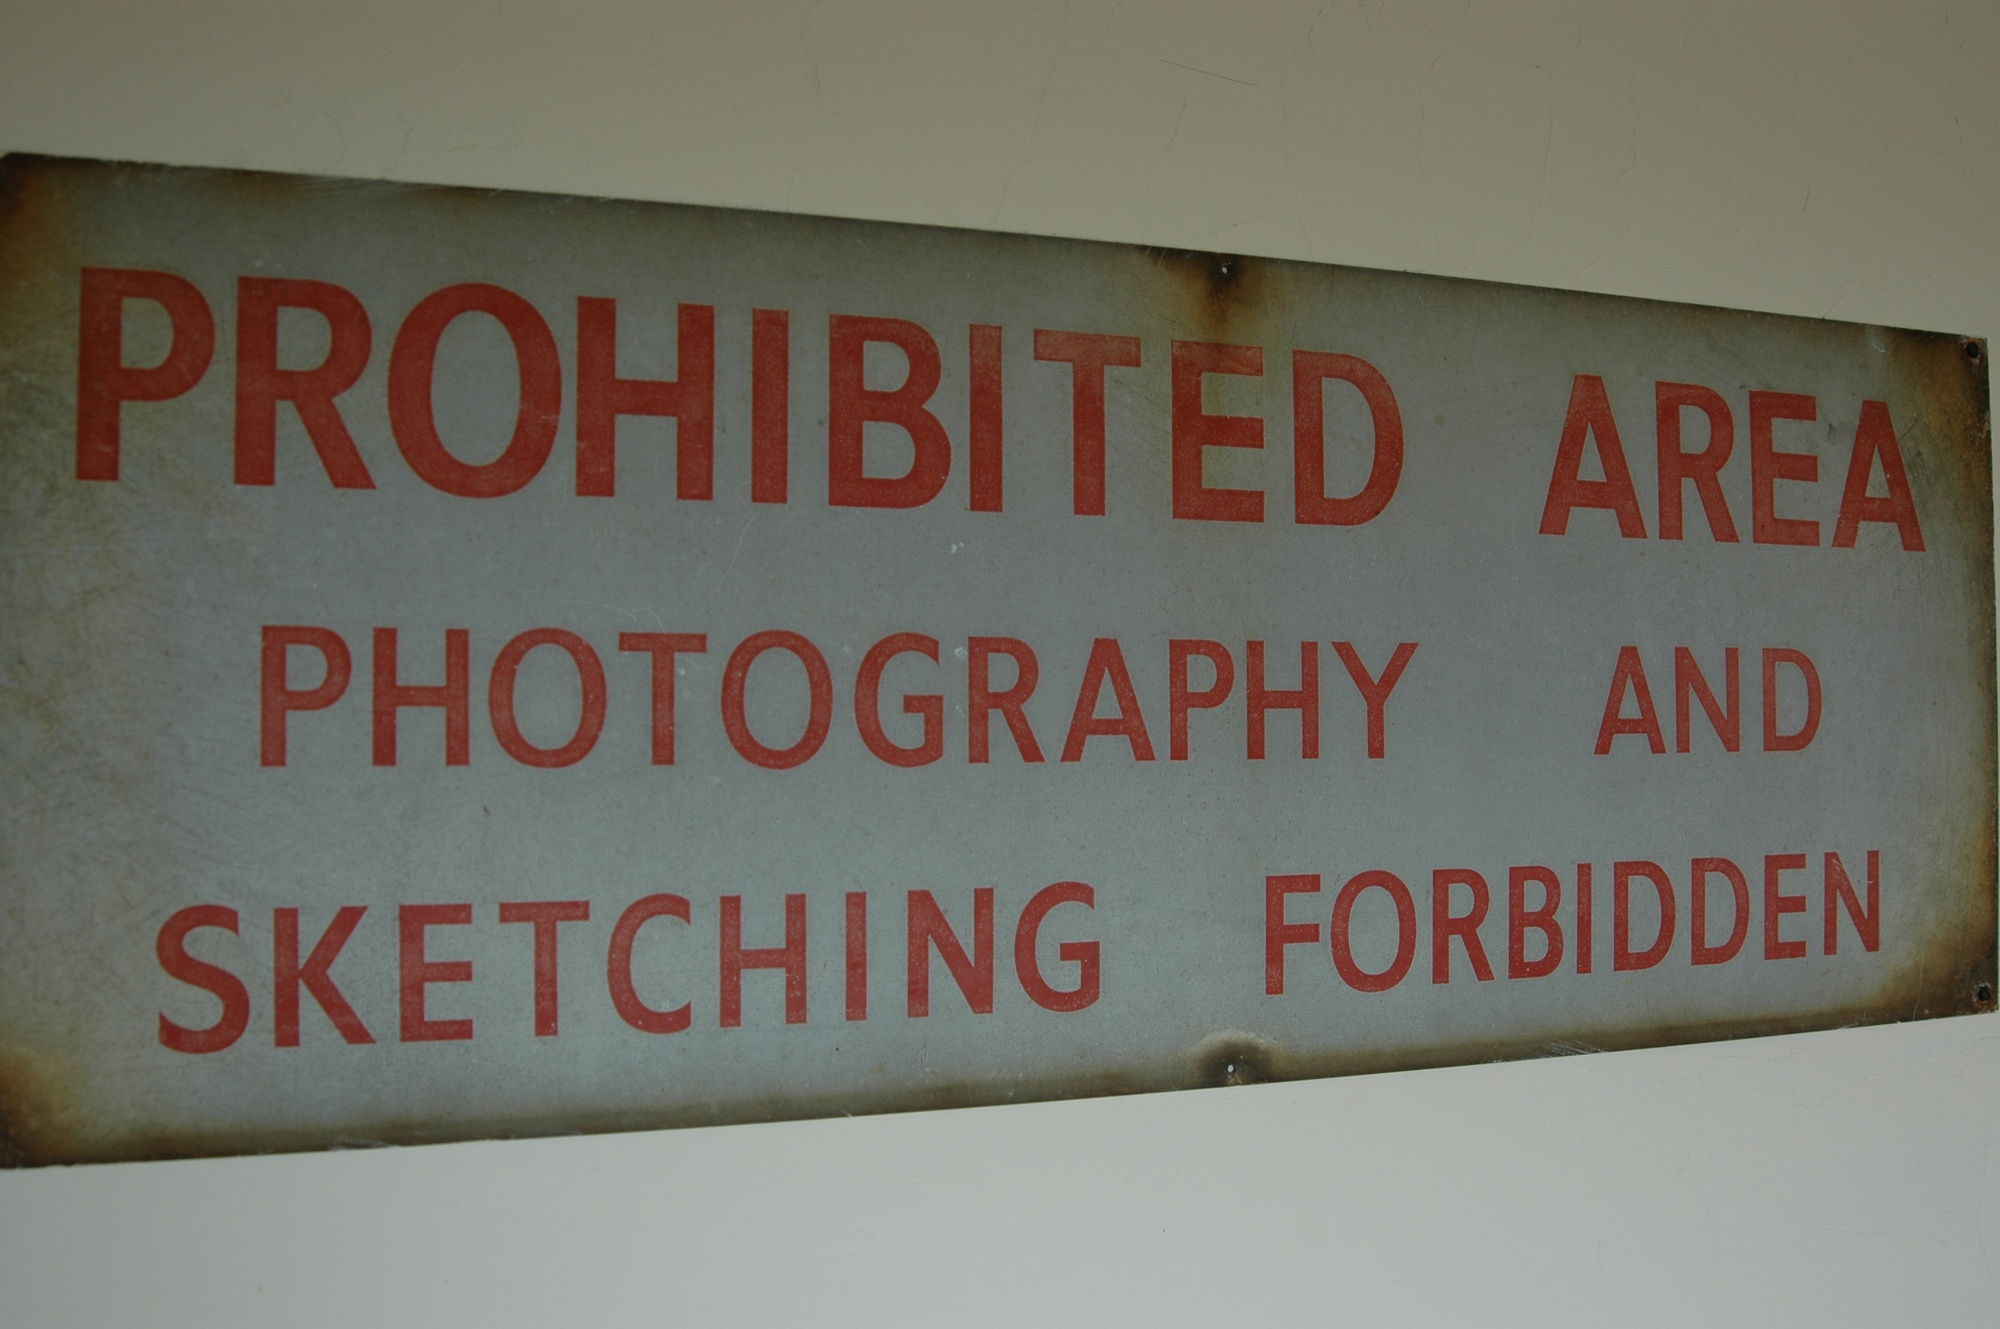 PROHIBITED AREA
PHOTOGRAPHY AND
SKETCHING FORBIDDEN